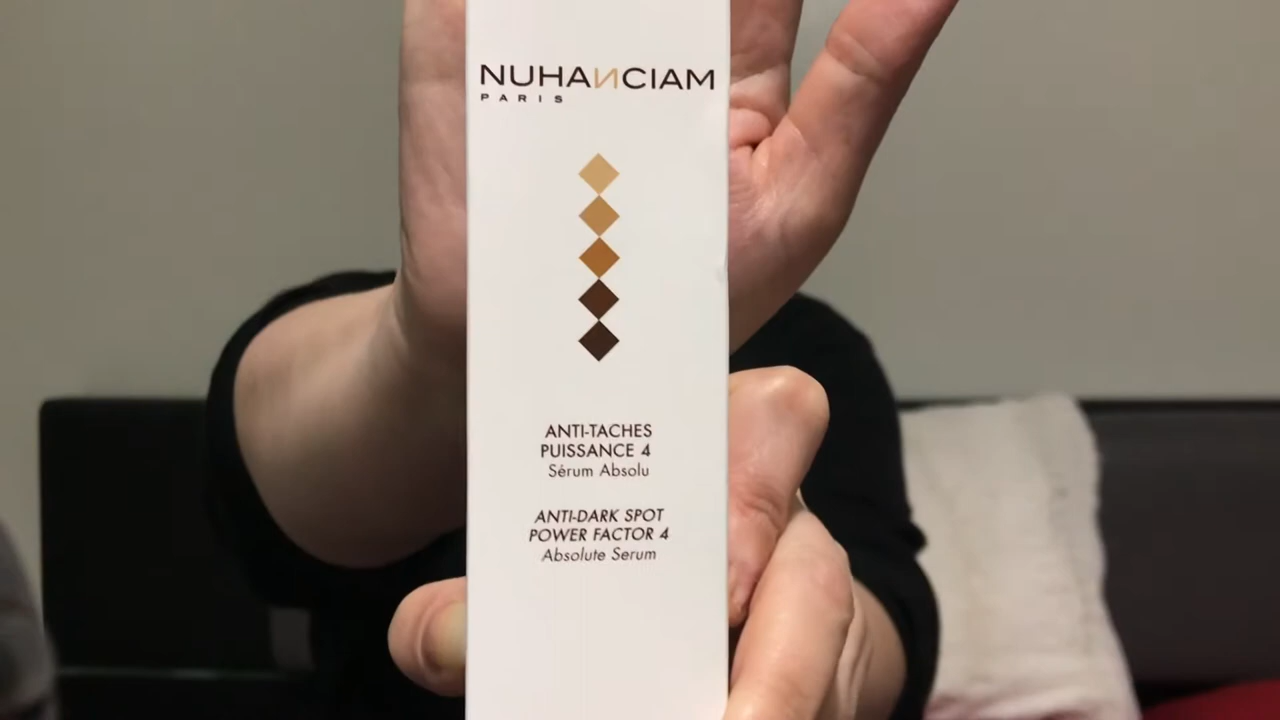 NUHANCIAM
PARIS
ANTI-TACHES
PUISSANCE 4
Sérum Absolu
ANTI-DARK SPOT
POWER FACTOR 4
Absolute Serum